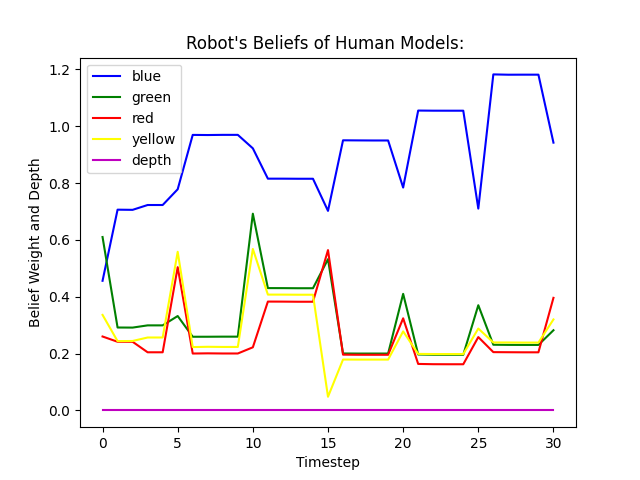 Robot's Beliefs of Human Models:
blue
green
red
yellow
depth
Belief Weight and Depth
1.2
1.0
0.8
0.6
0.4
0.2
0.0
0 5 10 15 20 25 30
Timestep